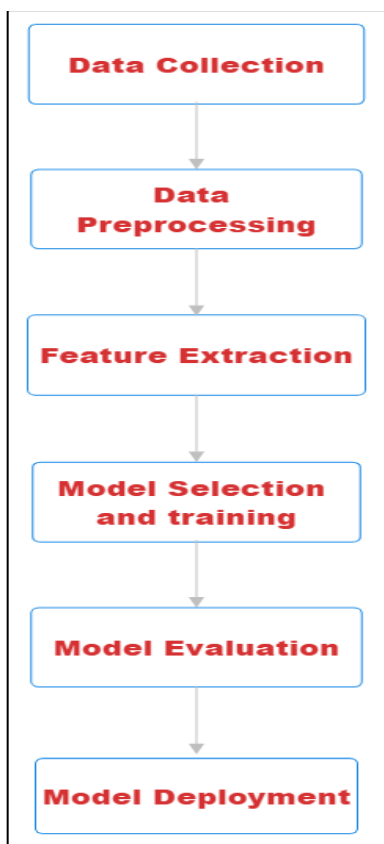 Data Collection
Data
Preprocessing
Feature Extraction
Model Selection
and training
Model Evaluation
Model Deployment